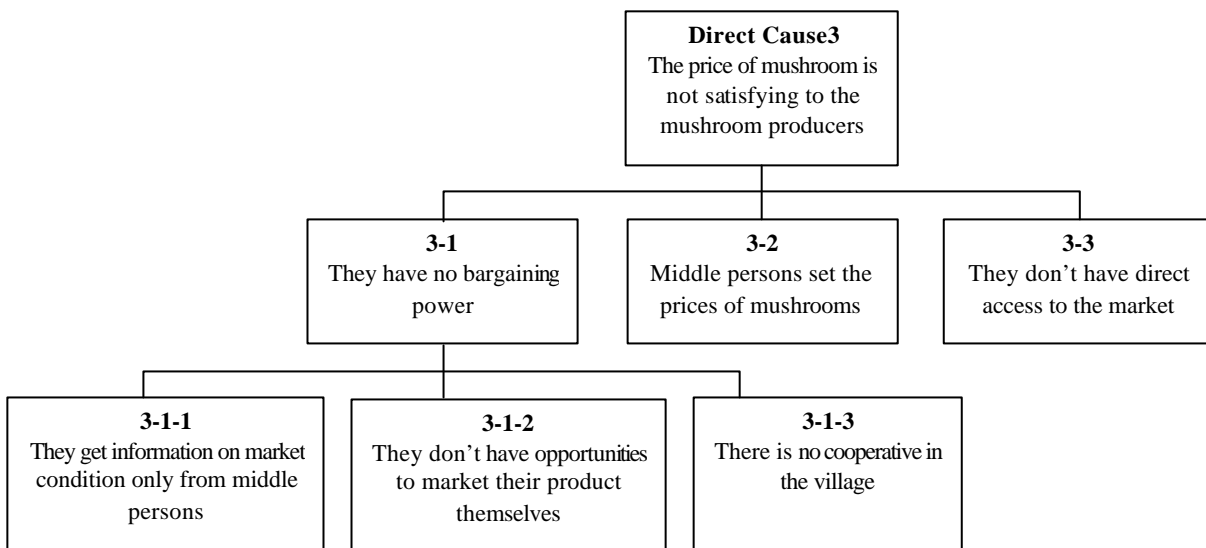 Direct Cause3
The price of mushroom is
not satisfying to the
mushroom producers
3-1
They have no bargaining
power
3-2
Middle persons set the
prices of mushrooms
3-3
They don’t have direct
access to the market
3-1-1
They get information on market
condition only from middle
persons
3-1-2
They don’t have opportunities
to market their product
themselves
3-1-3
There is no cooperative in
the village